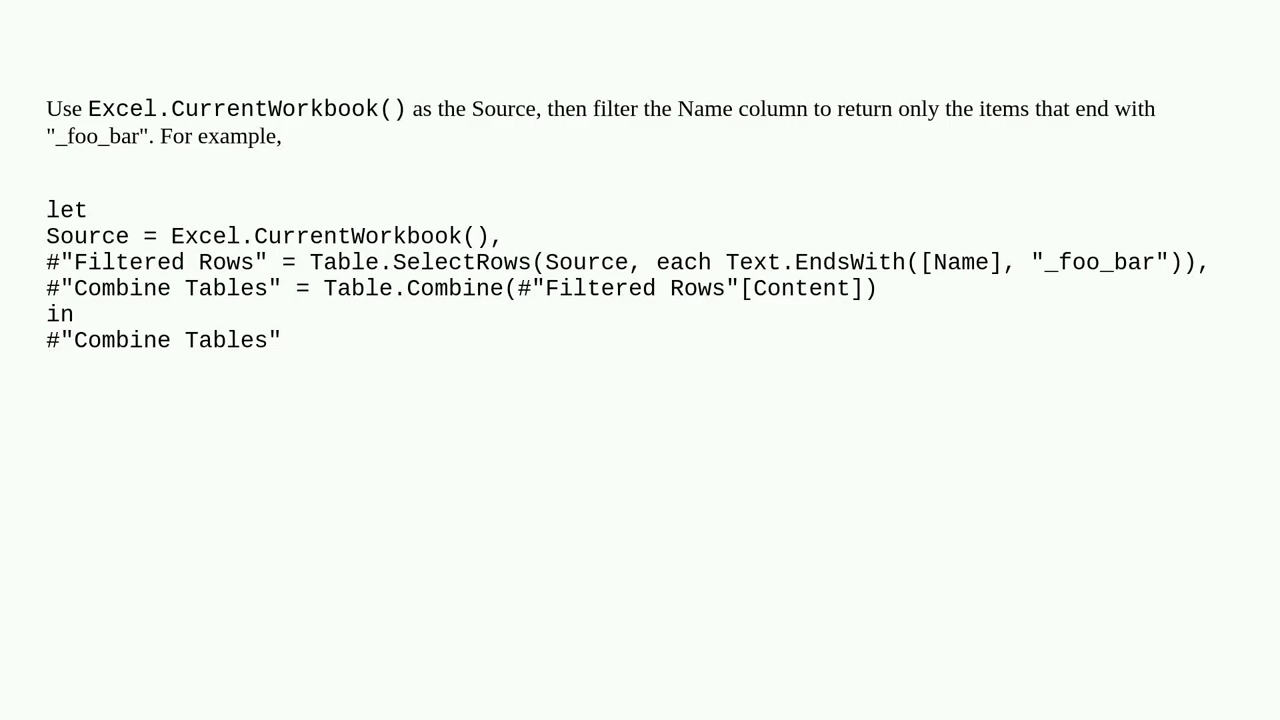 Use Excel.CurrentWorkbook() as the Source, then filter the Name column to return only the items that end with
"_foo_bar". For example,
let
Source = Excel.CurrentWorkbook(),
#"Filtered Rows" = Table.SelectRows(Source, each Text.EndsWith([Name], "_foo_bar")),
#"Combine Tables" = Table.Combine(#"Filtered Rows"[Content])
in
#"Combine Tables"